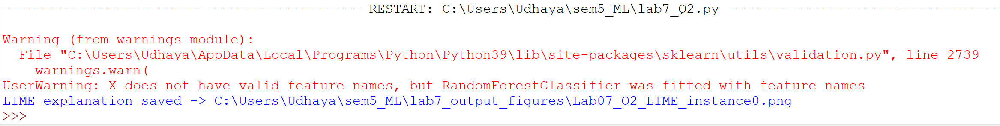 ============================================ RESTART: C:\Users\Udhaya\sem5_ML\lab7_Q2.py ==================================
Warning (from warnings module):
  File "C:\Users\Udhaya\AppData\Local\Programs\Python\Python39\lib\site-packages\sklearn\utils\validation.py", line 2739
    warnings.warn(
UserWarning: X does not have valid feature names, but RandomForestClassifier was fitted with feature names
LIME explanation saved -> C:\Users\Udhaya\sem5_ML\lab7_output_figures\Lab07_O2_LIME_instance0.png
>>>